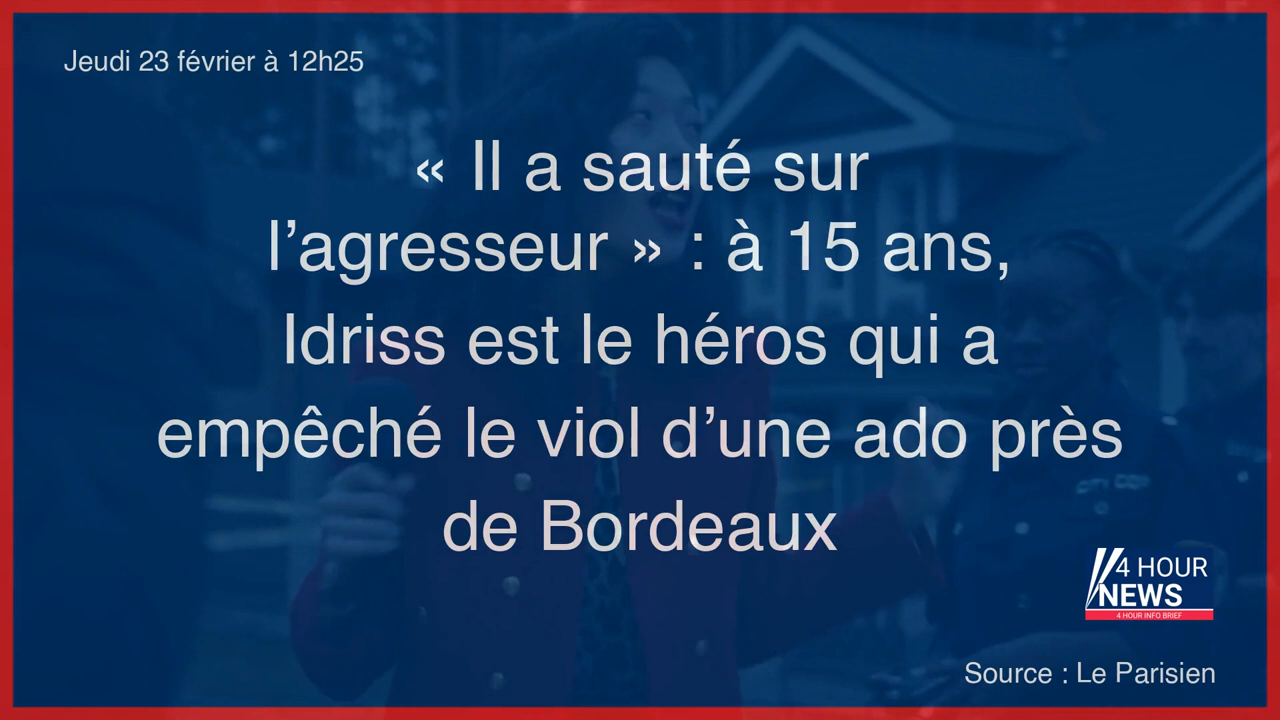 Jeudi 23 février à 12h25
« Il a sauté sur
l’agresseur » : à 15 ans,
Idriss est le héros qui a
empêché le viol d’une ado près
de Bordeaux
4 HOUR
NEWS
4 HOUR INFO BRIEF
Source : Le Parisien